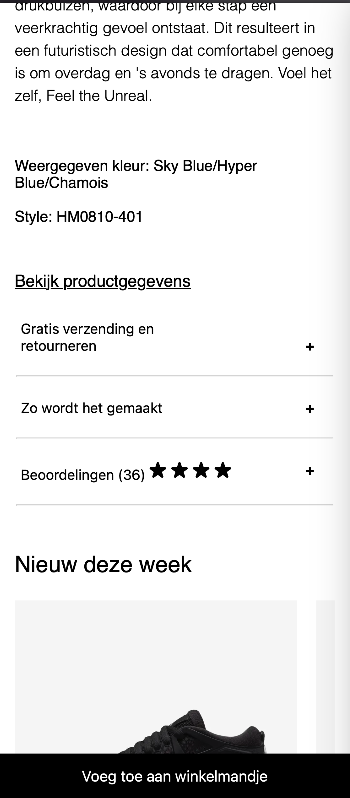 drukbuizen, waardoor bij elke stap een
veerkrachtig gevoel ontstaat. Dit resulteert in
een futuristisch design dat comfortabel genoeg
is om overdag en 's avonds te dragen. Voel het
zelf, Feel the Unreal.
Weergegeven kleur: Sky Blue/Hyper
Blue/Chamois
Style: HM0810-401
Bekijk productgegevens
Gratis verzending en
retourneren
+
Zo wordt het gemaakt +
Beoordelingen (36) ★★★★ +
Nieuw deze week
Voeg toe aan winkelmandje